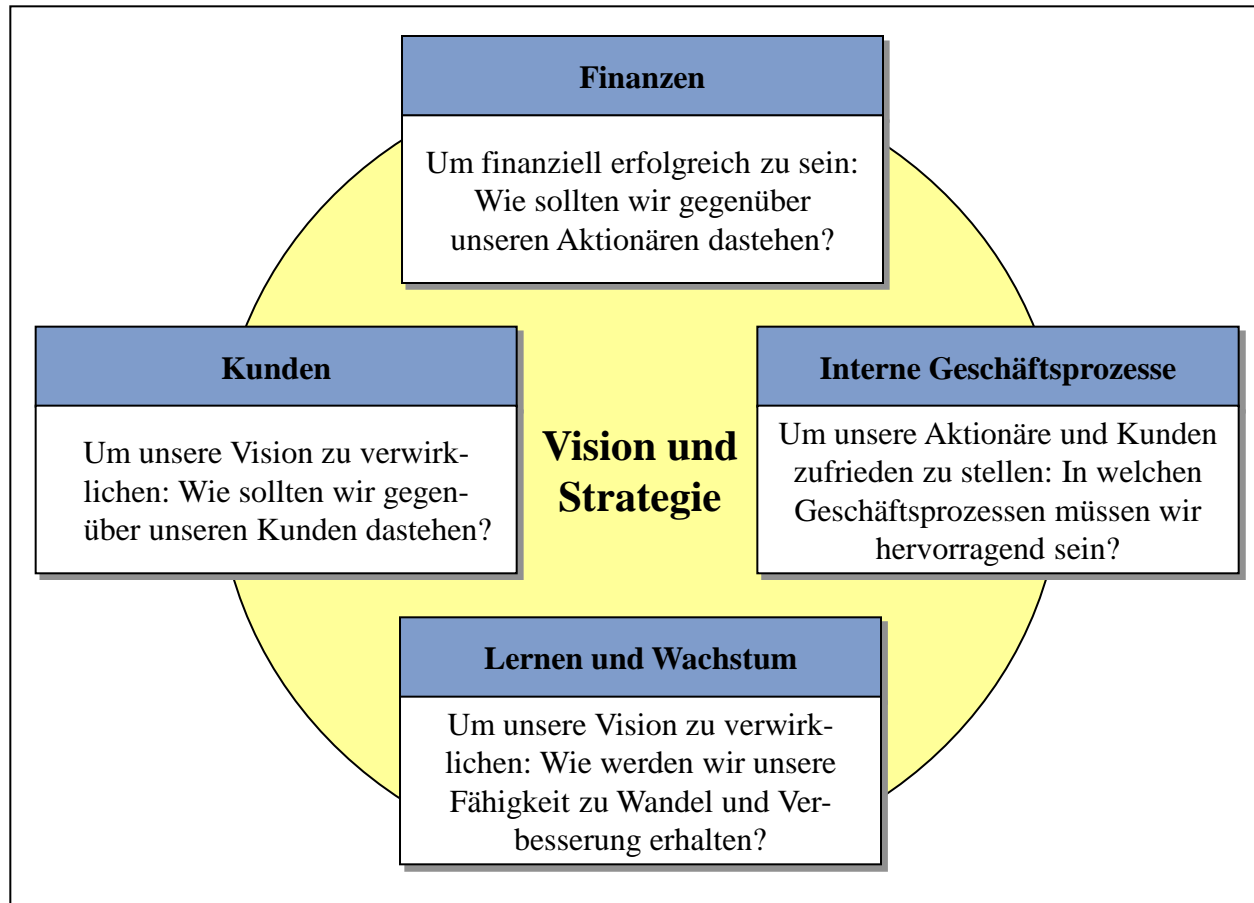 Finanzen
Um finanziell erfolgreich zu sein:
Wie sollten wir gegenüber
unseren Aktionären dastehen?
Kunden
Um unsere Vision zu verwirk-
lichen: Wie sollten wir gegen-
über unseren Kunden dastehen?
Vision und
Strategie
Interne Geschäftsprozesse
Um unsere Aktionäre und Kunden
zufrieden zu stellen: In welchen
Geschäftsprozessen müssen wir
hervorragend sein?
Lernen und Wachstum
Um unsere Vision zu verwirk-
lichen: Wie werden wir unsere
Fähigkeit zu Wandel und Ver-
besserung erhalten?